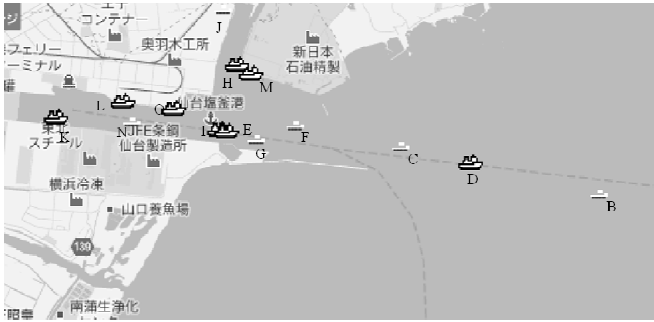 コンテナー
奥羽木工所
J
フェリー
ターミナル
新日本
石油精製
H
M
L
O
仙台塩釜港
K
スチール
N
JFE条鋼
仙台製造所
I
E
G
F
C
D
B
横浜冷凍
山口養魚場
139
南蒲生浄化